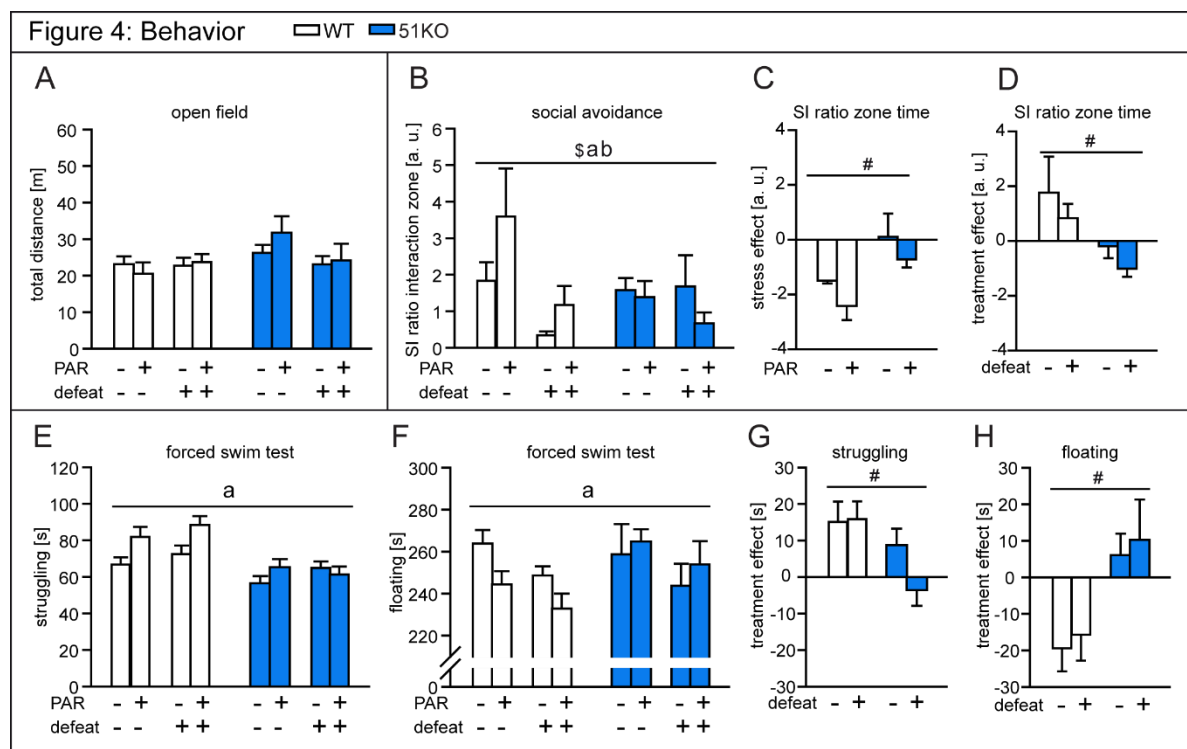 Figure 4: Behavior WT 51KO
A
open field
total distance [m]
60
50
40
30
20
10
0
PAR - + - + - + - +
defeat - - + + - - + +
B
social avoidance
SI ratio interaction zone [a. u.]
6
5
4
3
2
1
0
$ab
PAR - + - + - + - +
defeat - - + + - - + +
C
SI ratio zone time
stress effect [a. u.]
4
2
0
-2
-4
#
PAR - + - +
D
SI ratio zone time
treatment effect [a. u.]
4
2
0
-2
-4
#
defeat - + - +
E
forced swim test
struggling [s]
120
100
80
60
40
20
0
a
PAR - + - + - + - +
defeat - - + + - - + +
F
forced swim test
floating [s]
300
280
260
240
220
0
a
PAR - + - + - + - +
defeat - - + + - - + +
G
struggling
treatment effect [s]
30
20
10
0
-10
-20
-30
#
defeat - + - +
H
floating
treatment effect [s]
30
20
10
0
-10
-20
-30
#
defeat - + - +